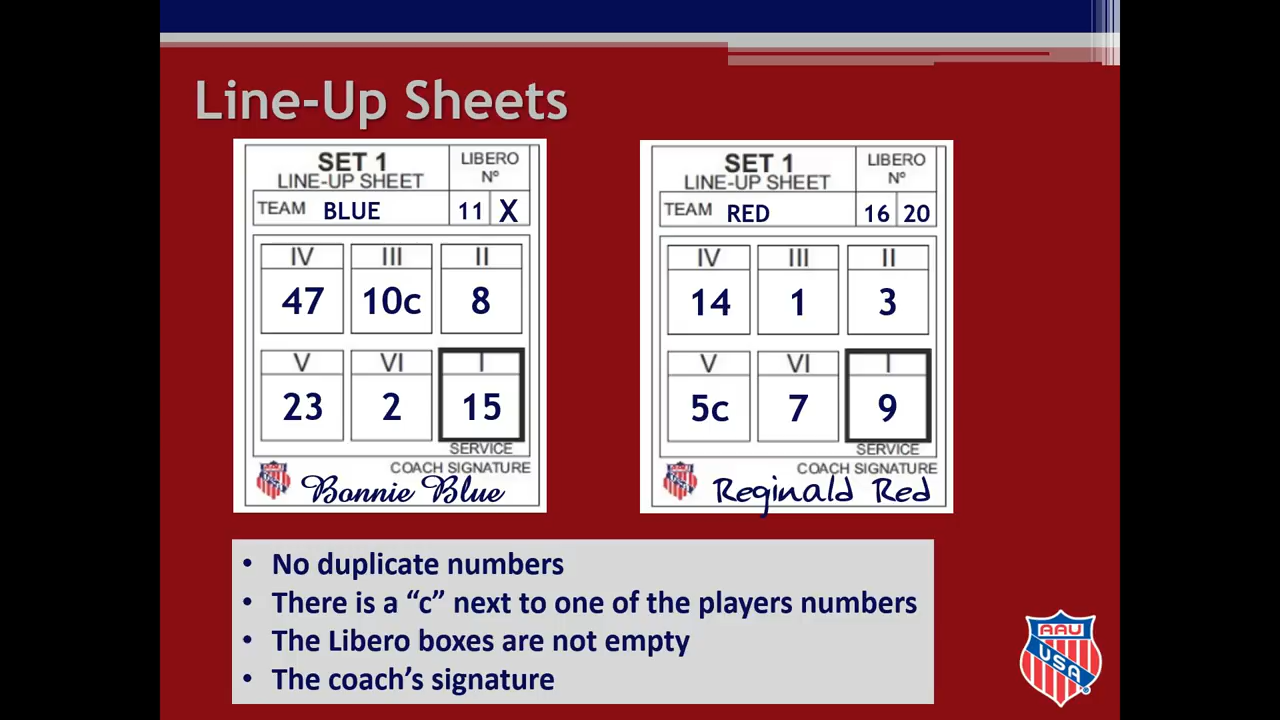 Line-Up Sheets
SET 1
LINE-UP SHEET
LIBERO
Nº
TEAM BLUE 11 X
IV III II
47 10c 8
V VI I
23 2 15
SERVICE
COACH SIGNATURE
Bonnie Blue
SET 1
LINE-UP SHEET
LIBERO
Nº
TEAM RED 16 20
IV III II
14 1 3
V VI I
5c 7 9
SERVICE
COACH SIGNATURE
Reginald Red
• No duplicate numbers
• There is a “c” next to one of the players numbers
• The Libero boxes are not empty
• The coach’s signature
AAU
USA